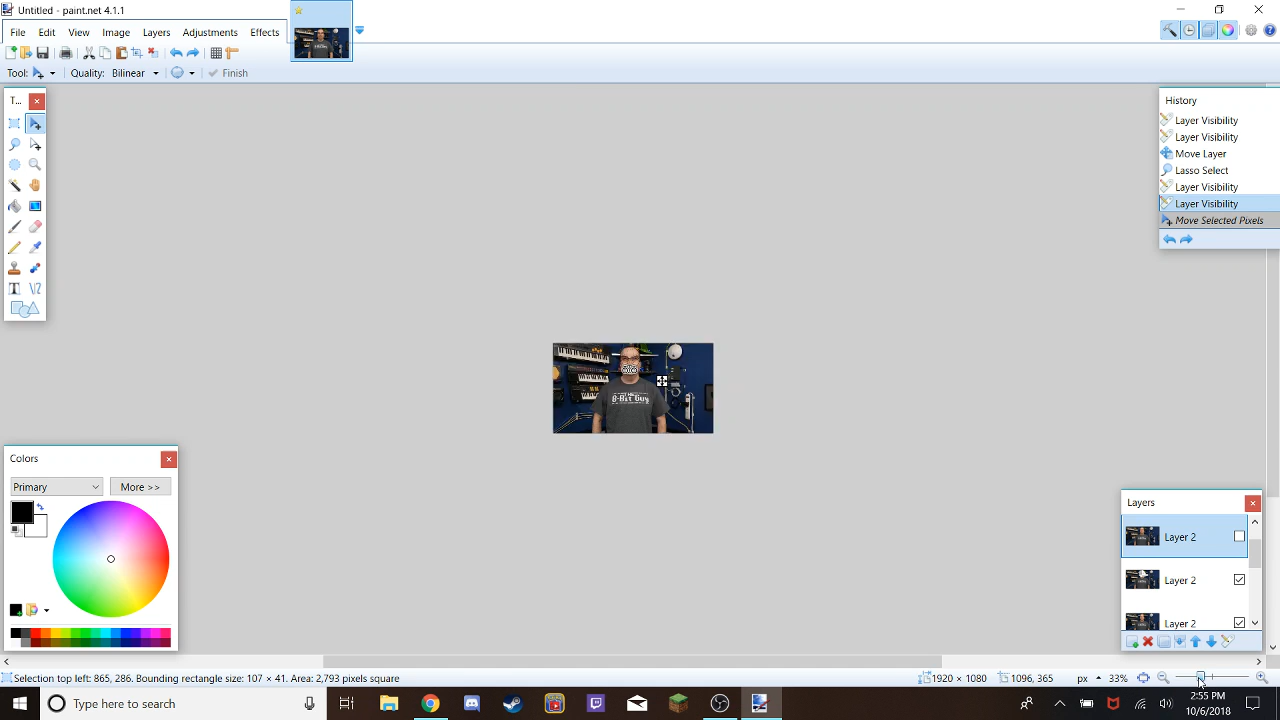 Untitled - paint.net 4.1.1
File Edit View Image Layers Adjustments Effects
Tool: Quality: Bilinear Finish
T...
History
Layer Visibility
Layer Visibility
Move Layer
Lasso Select
Layer Visibility
Layer Visibility
Move Selected Pixels
8-Bit Guy
Colors
Primary More >>
Layers
Layer 2
Layer 2
Layer 2
Selection top left: 865, 286. Bounding rectangle size: 107 × 41. Area: 2,793 pixels square 1920 × 1080 1096, 365 px 33%
Type here to search
2:55 PM
10/6/2018